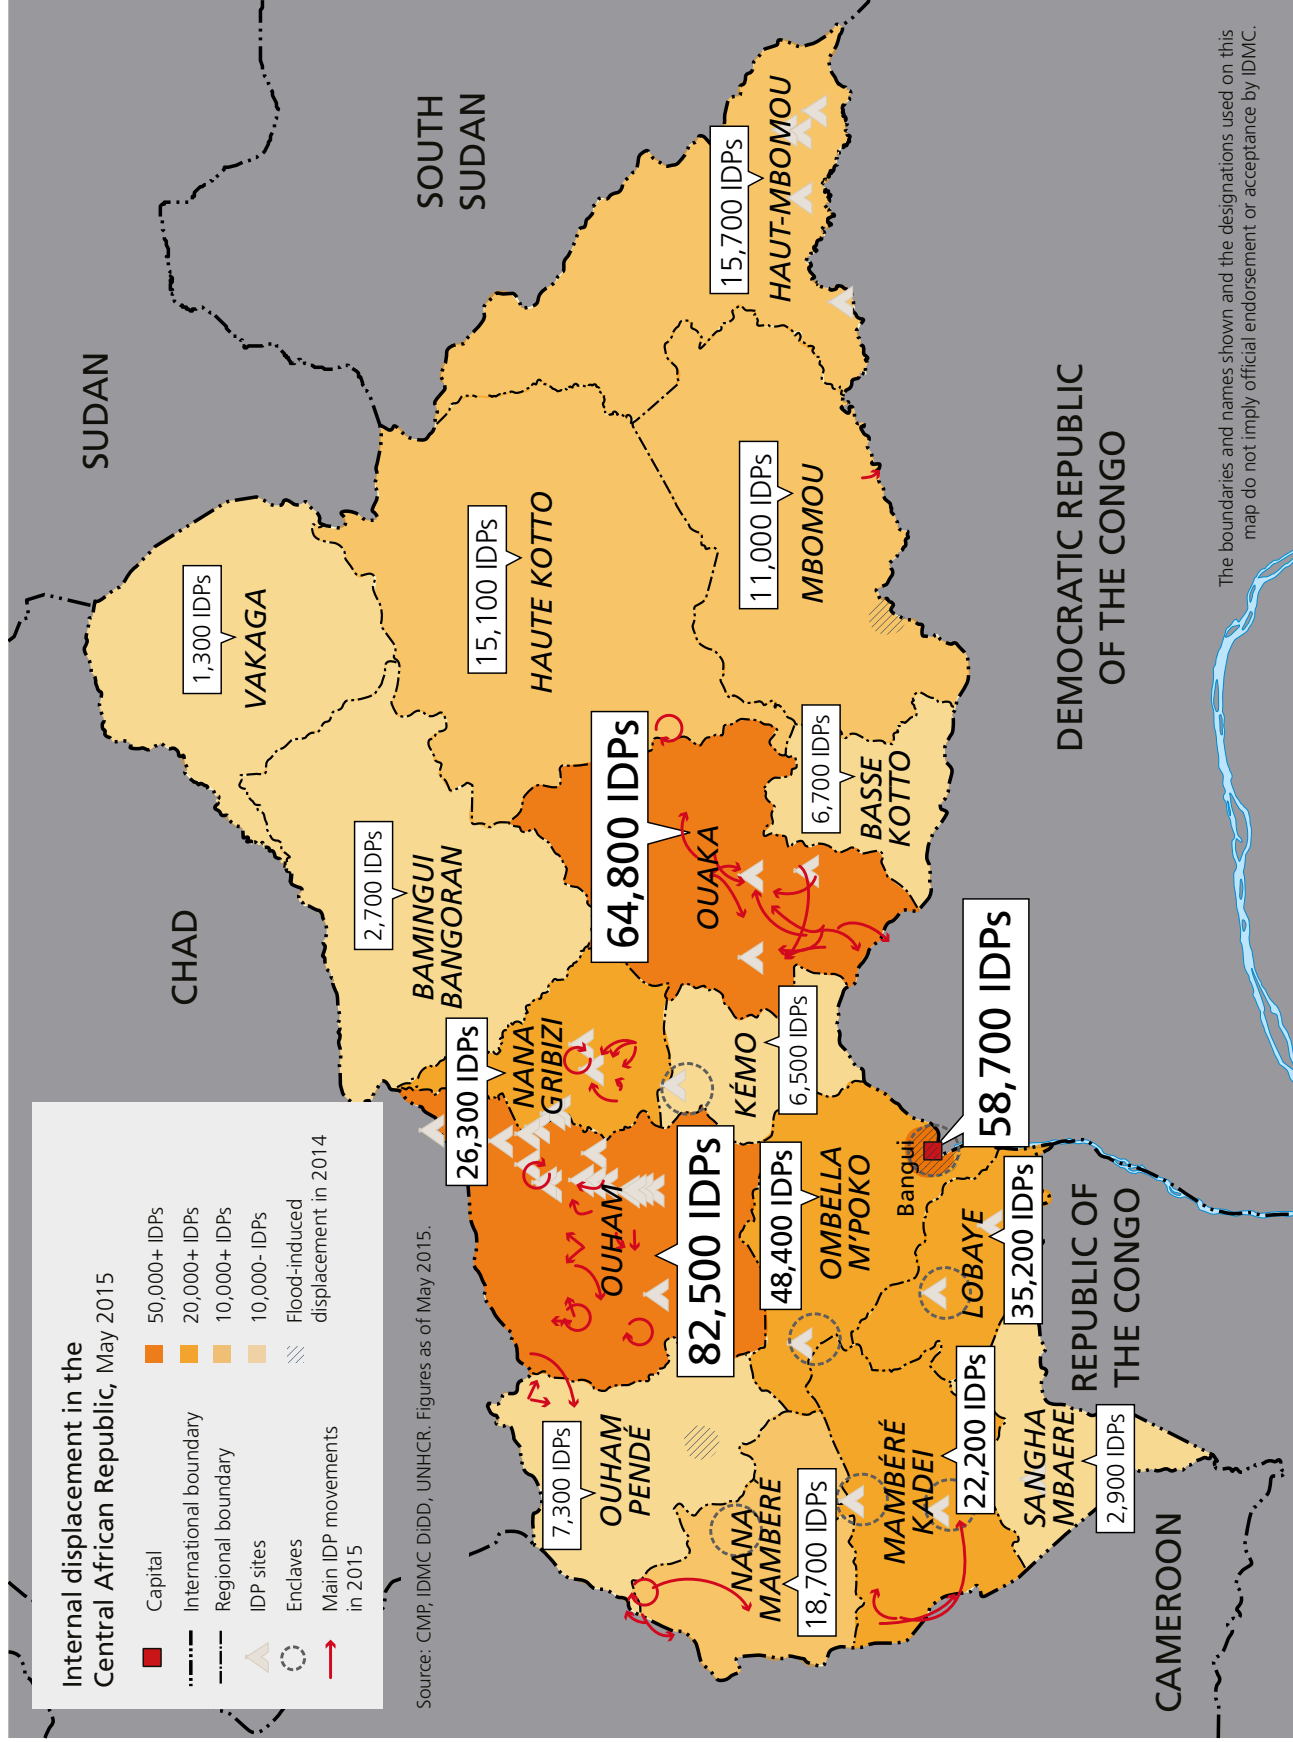 Internal displacement in the
Central African Republic, May 2015
Capital
International boundary
Regional boundary
IDP sites
Enclaves
Main IDP movements
in 2015
50,000+ IDPs
20,000+ IDPs
10,000+ IDPs
10,000- IDPs
Flood-induced
displacement in 2014
Source: CMP, IDMC DiDD, UNHCR. Figures as of May 2015.
CHAD
SUDAN
SOUTH
SUDAN
1,300 IDPs
VAKAGA
2,700 IDPs
BAMINGUI
BANGORAN
15,100 IDPs
HAUTE KOTTO
15,700 IDPs
HAUT-MBOMOU
11,000 IDPs
MBOMOU
6,700 IDPs
BASSE
KOTTO
64,800 IDPs
OUAKA
26,300 IDPs
NANA
GRIBIZI
KÉMO
6,500 IDPs
OUHAM
82,500 IDPs
7,300 IDPs
OUHAM
PENDÉ
48,400 IDPs
OMBELLA
M'POKO
Bangui
58,700 IDPs
LOBAYE
35,200 IDPs
NANA
MAMBÉRÉ
18,700 IDPs
MAMBÉRÉ
KADEI
22,200 IDPs
SANGHA
MBAERE
2,900 IDPs
CAMEROON
REPUBLIC OF
THE CONGO
DEMOCRATIC REPUBLIC
OF THE CONGO
The boundaries and names shown and the designations used on this
map do not imply official endorsement or acceptance by IDMC.